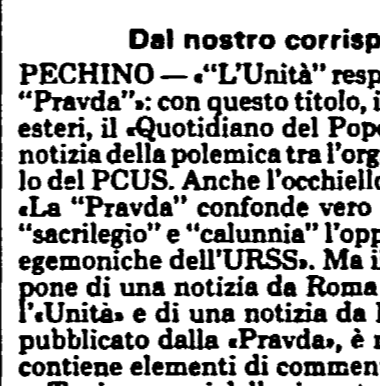 Dal nostro corrisp
PECHINO — «"L'Unità" resp
"Pravda"»: con questo titolo, i
esteri, il «Quotidiano del Pop
notizia della polemica tra l'org
lo del PCUS. Anche l'occhiello
«La "Pravda" confonde vero
"sacrilegio" e "calunnia" l'opp
egemoniche dell'URSS». Ma i
pone di una notizia da Roma
l'«Unità» e di una notizia da
pubblicato dalla «Pravda», è
contiene elementi di commen